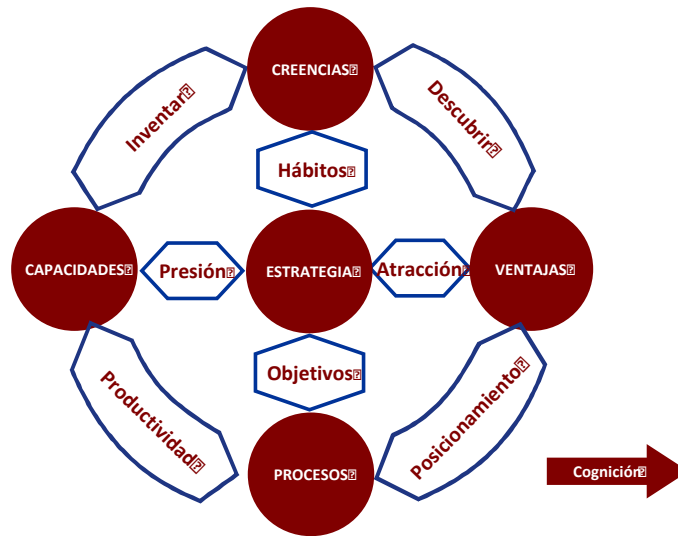 CREENCIAS
Inventar
Descubrir
Hábitos
CAPACIDADES
Presión
ESTRATEGIA
Atracción
VENTAJAS
Objetivos
Productividad
Posicionamiento
PROCESOS
Cognición